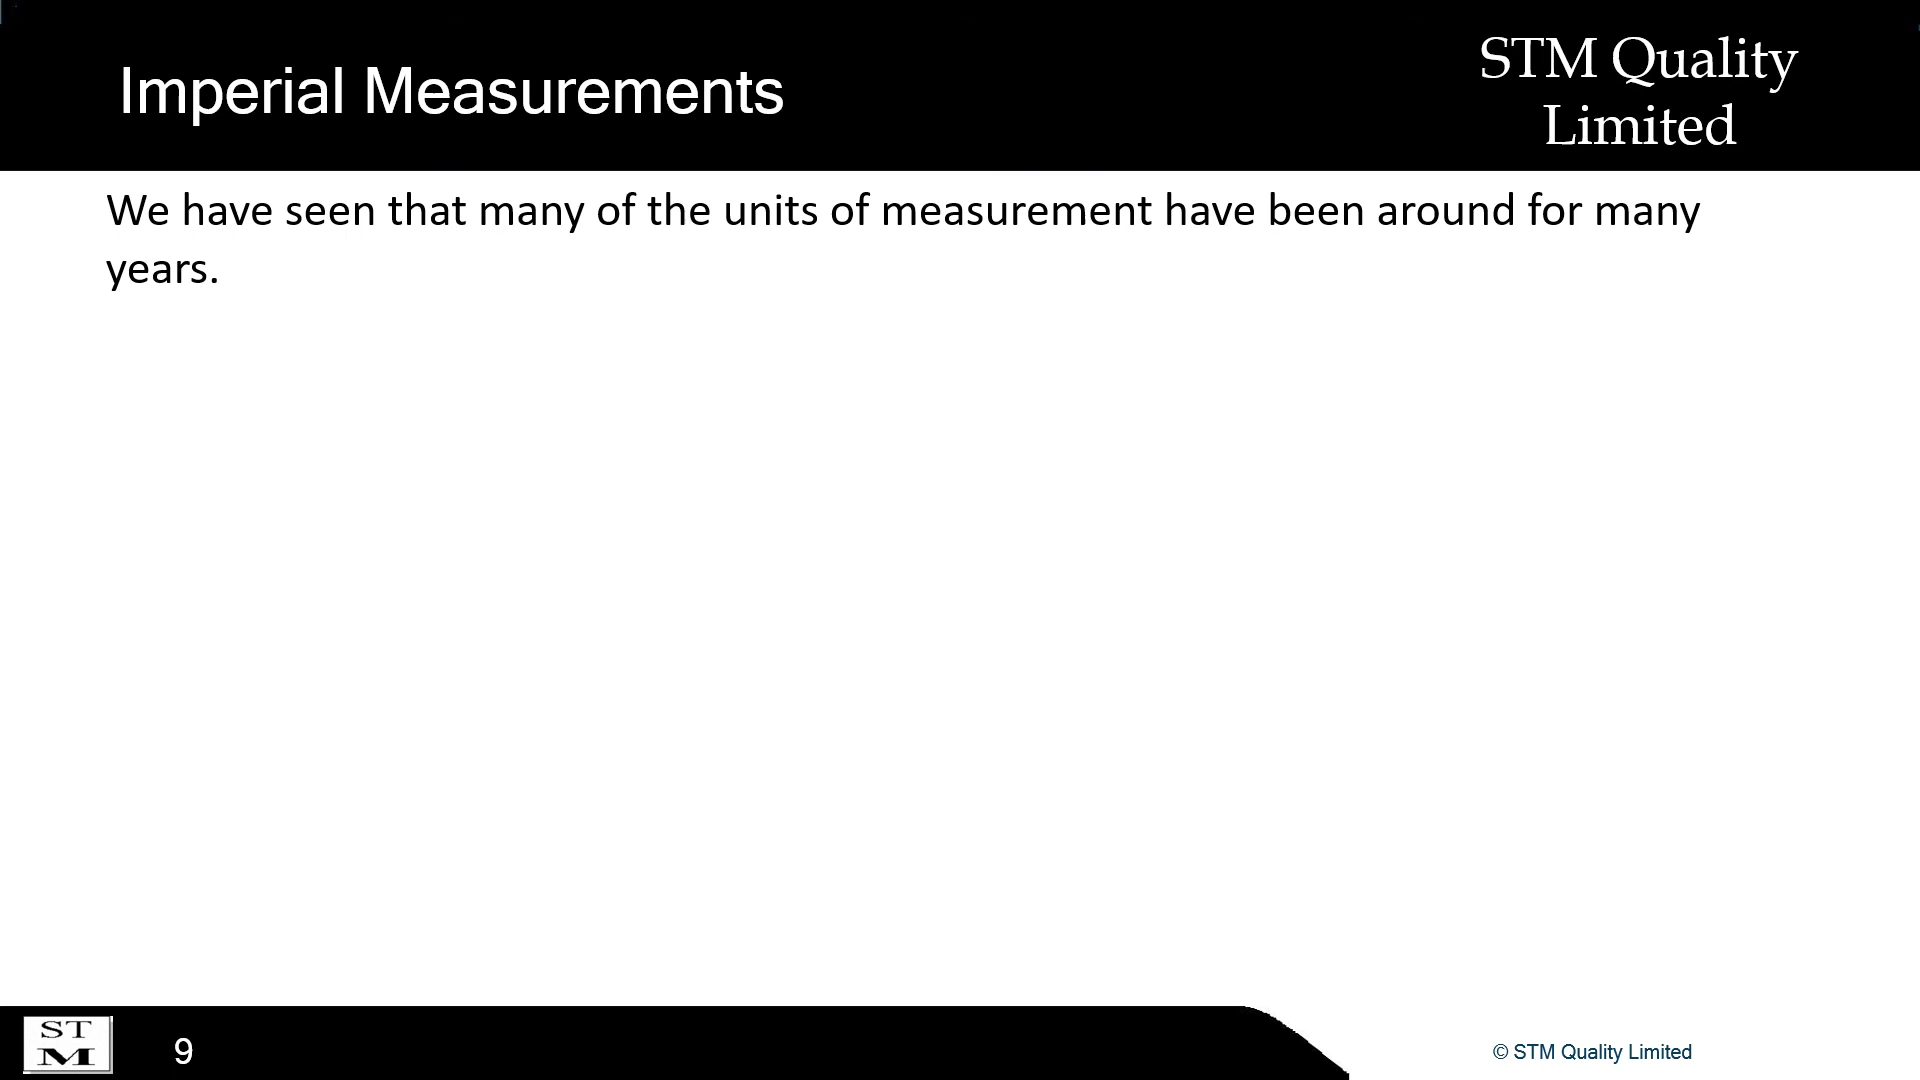 Imperial Measurements
STM Quality
Limited
We have seen that many of the units of measurement have been around for many
years.
ST
M
9
© STM Quality Limited